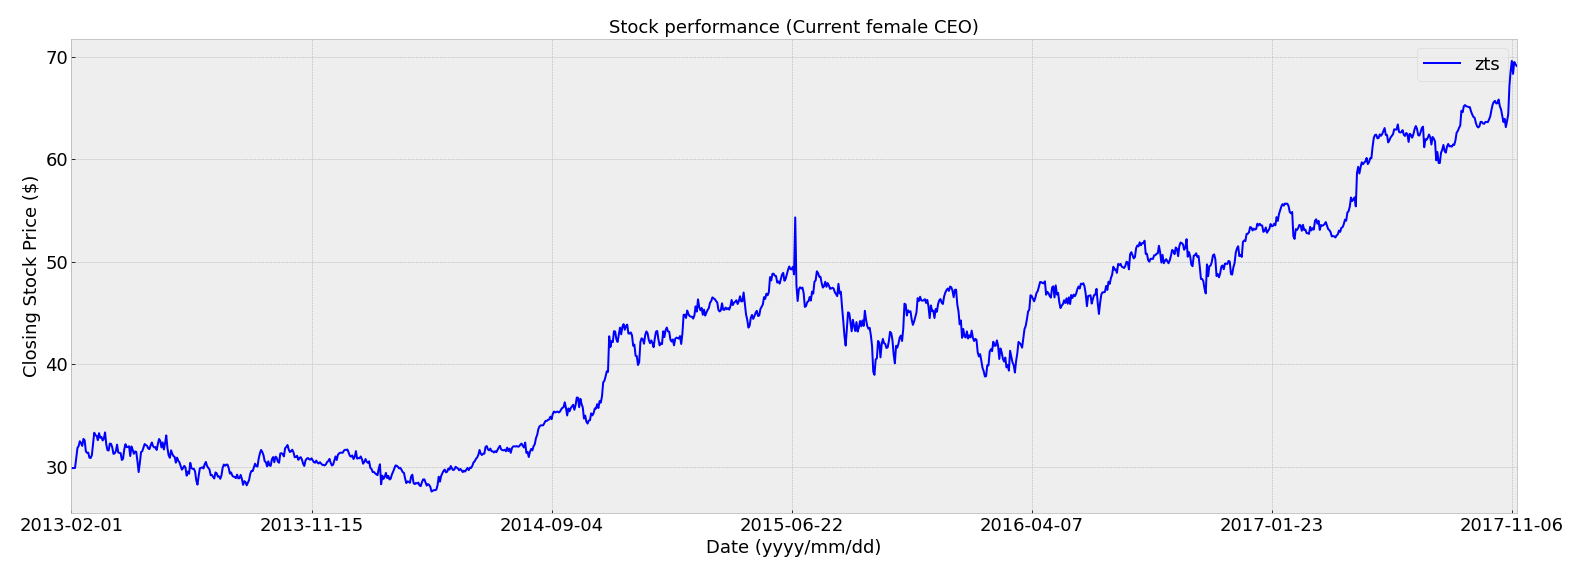 Stock performance (Current female CEO)
zts
Closing Stock Price ($)
70
60
50
40
30
2013-02-01 2013-11-15 2014-09-04 2015-06-22 2016-04-07 2017-01-23 2017-11-06
Date (yyyy/mm/dd)